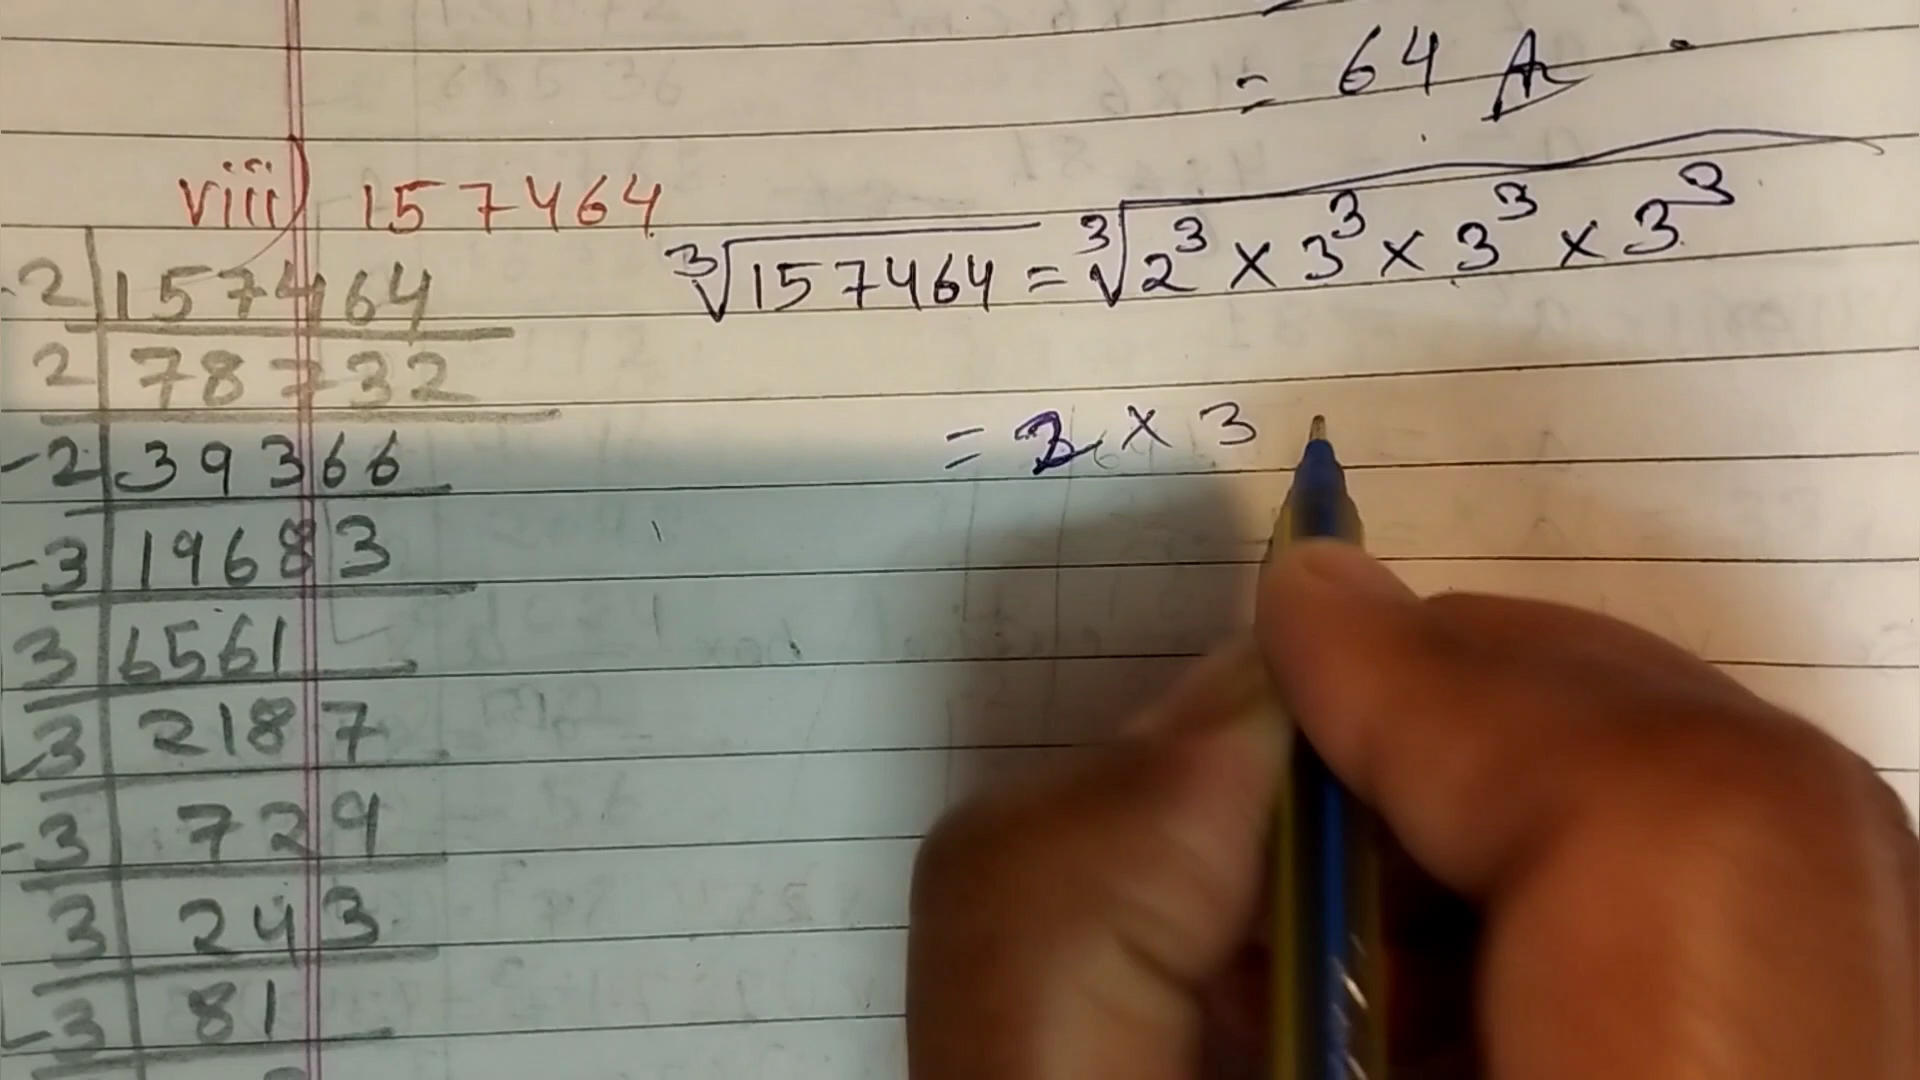 = 64 A
viii) 157464
∛157464 = ∛2³ × 3³ × 3³ × 3³
= 2 × 3
2 | 157464
2 | 78732
2 | 39366
3 | 19683
3 | 6561
3 | 2187
3 | 729
3 | 243
3 | 81